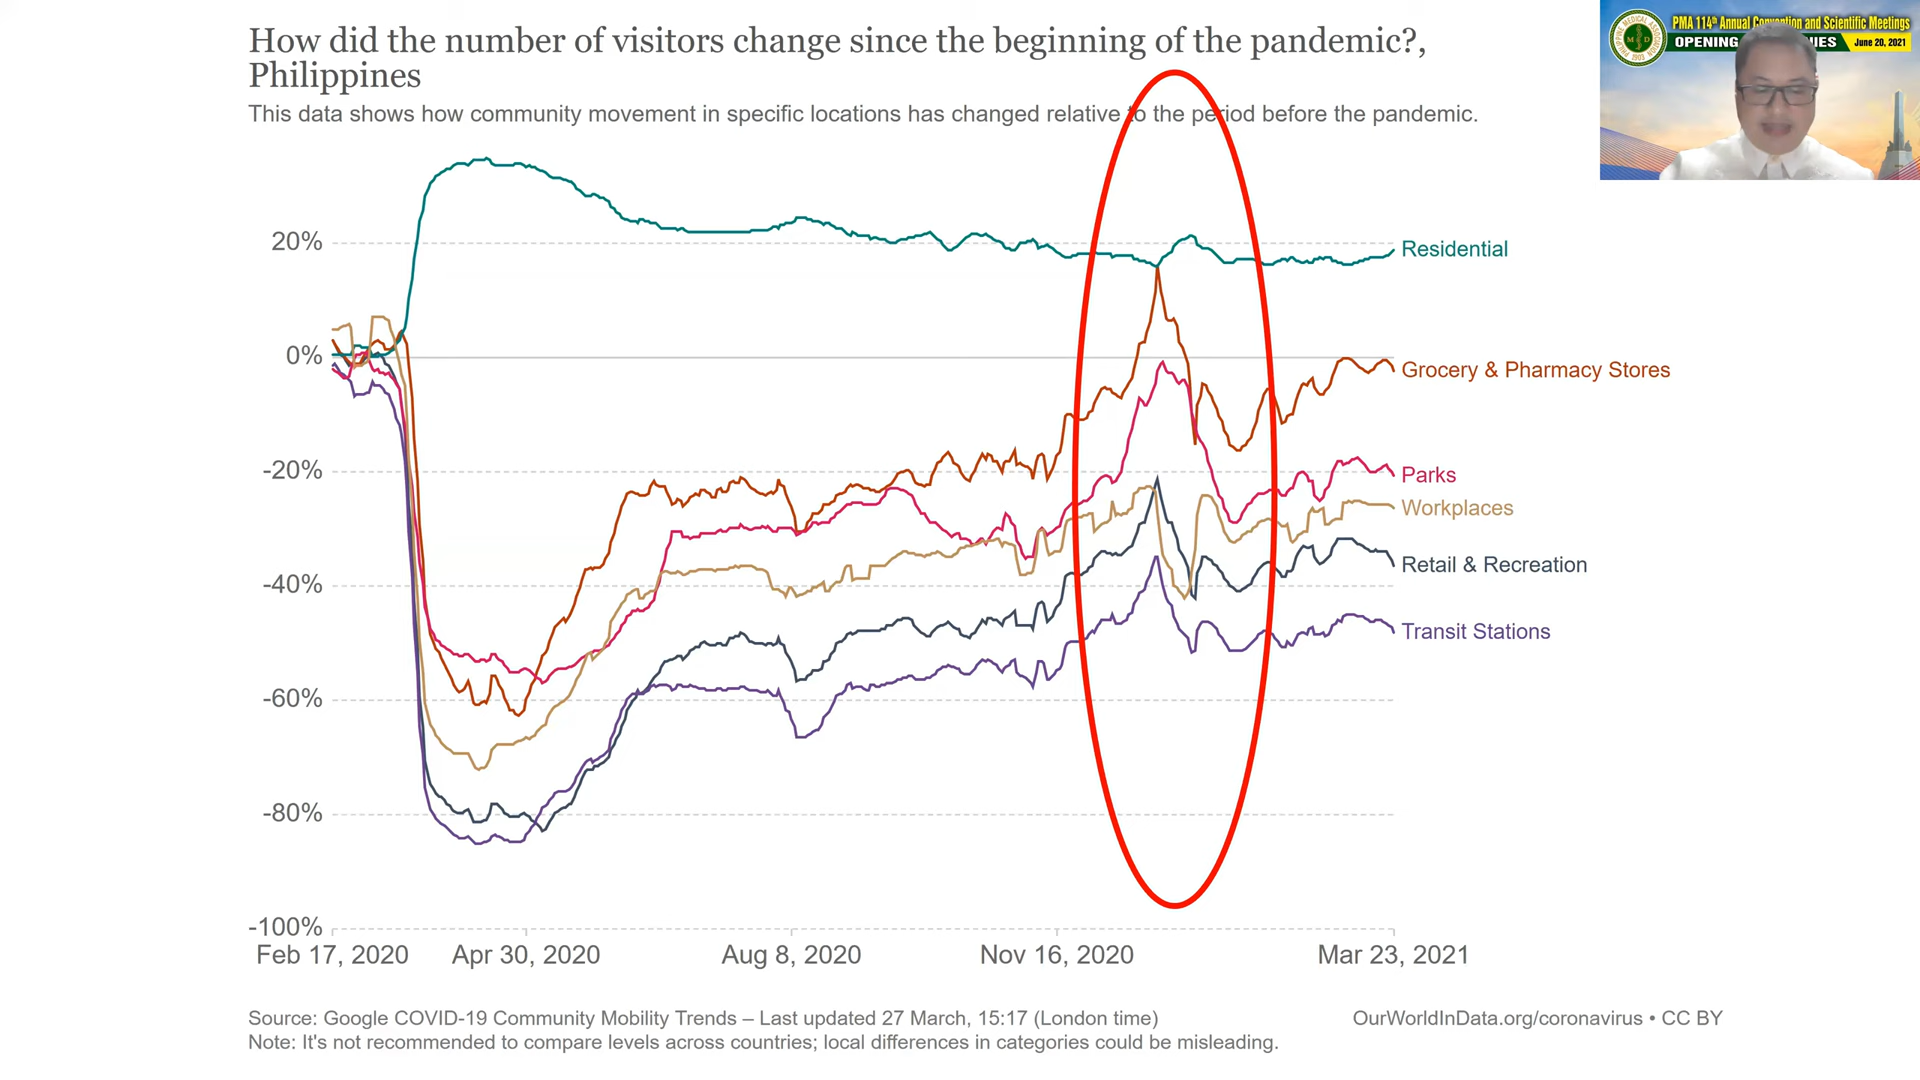 How did the number of visitors change since the beginning of the pandemic?,
Philippines
This data shows how community movement in specific locations has changed relative to the period before the pandemic.
PMA 114th Annual Convention and Scientific Meetings
OPENING
June 20, 2021
PHILIPPINE MEDICAL ASSOCIATION
M D
1903
20%
0%
-20%
-40%
-60%
-80%
-100%
Residential
Grocery & Pharmacy Stores
Parks
Workplaces
Retail & Recreation
Transit Stations
Feb 17, 2020
Apr 30, 2020
Aug 8, 2020
Nov 16, 2020
Mar 23, 2021
Source: Google COVID-19 Community Mobility Trends – Last updated 27 March, 15:17 (London time)
OurWorldInData.org/coronavirus • CC BY
Note: It's not recommended to compare levels across countries; local differences in categories could be misleading.